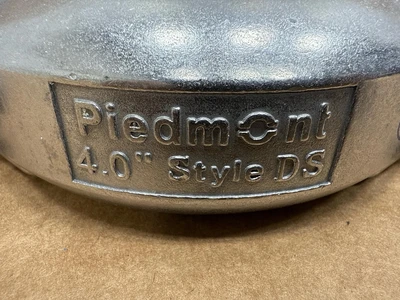 Piedmont
4.0" Style DS